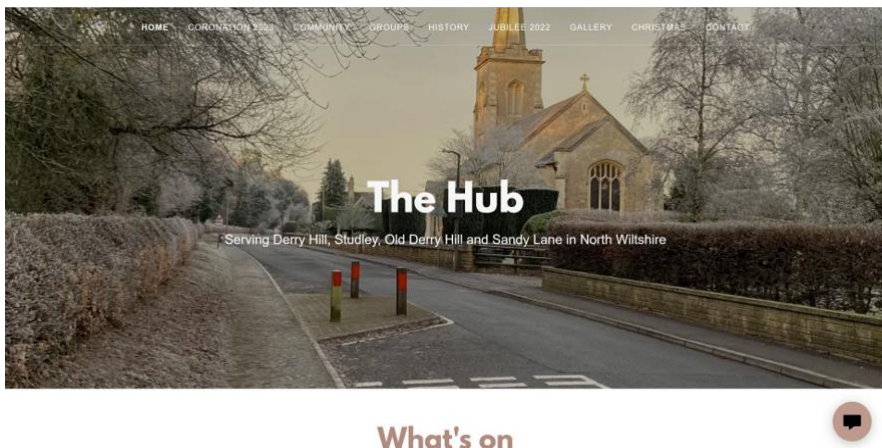 HOME CORONATION 2023 COMMUNITY GROUPS HISTORY JUBILEE 2022 GALLERY CHRISTMAS CONTACT
The Hub
Serving Derry Hill, Studley, Old Derry Hill and Sandy Lane in North Wiltshire
What's on